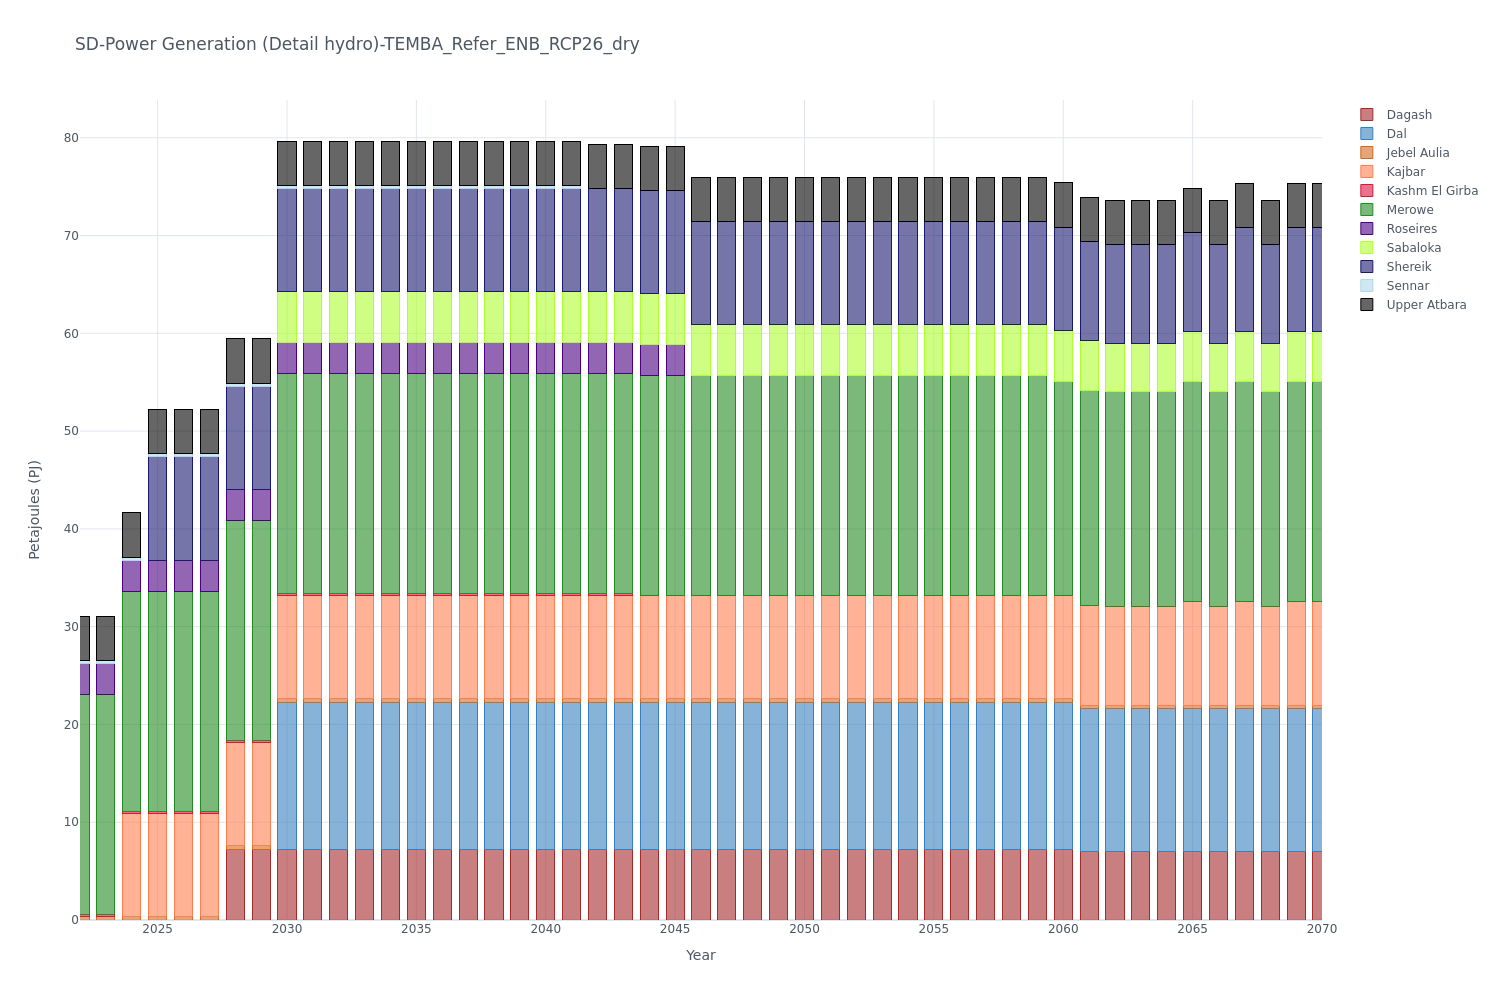 SD-Power Generation (Detail hydro)-TEMBA_Refer_ENB_RCP26_dry
80
70
60
50
40
30
20
10
0
Petajoules (PJ)
2025
2030
2035
2040
2045
2050
2055
2060
2065
2070
Year
Dagash
Dal
Jebel Aulia
Kajbar
Kashm El Girba
Merowe
Roseires
Sabaloka
Shereik
Sennar
Upper Atbara